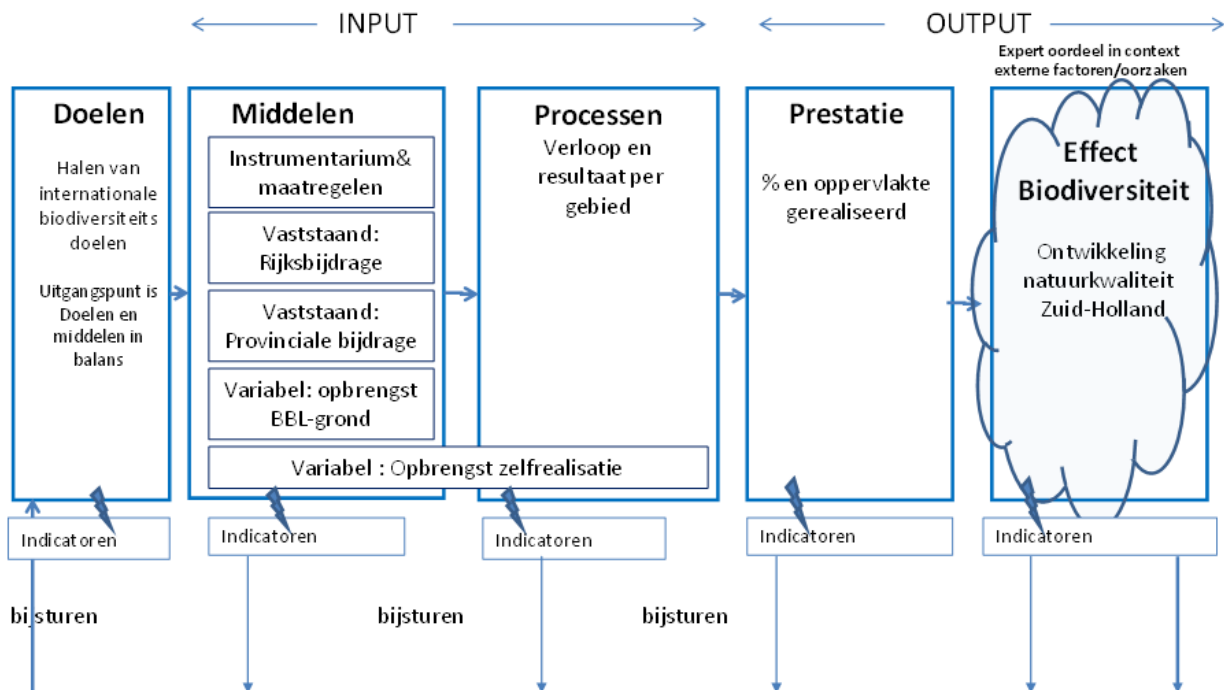 INPUT
OUTPUT
Expert oordeel in context
externe factoren/oorzaken
Doelen
Halen van
internationale
biodiversiteits
doelen
Uitgangspunt is
Doelen en
middelen in
balans
Middelen
Instrumentarium&
maatregelen
Vaststaand:
Rijksbijdrage
Vaststaand:
Provinciale bijdrage
Variabel: opbrengst
BBL-grond
Variabel : Opbrengst zelfrealisatie
Processen
Verloop en
resultaat per
gebied
Prestatie
% en oppervlakte
gerealiseerd
Effect
Biodiversiteit
Ontwikkeling
natuurkwaliteit
Zuid-Holland
Indicatoren
Indicatoren
Indicatoren
Indicatoren
Indicatoren
bijsturen
bijsturen
bijsturen